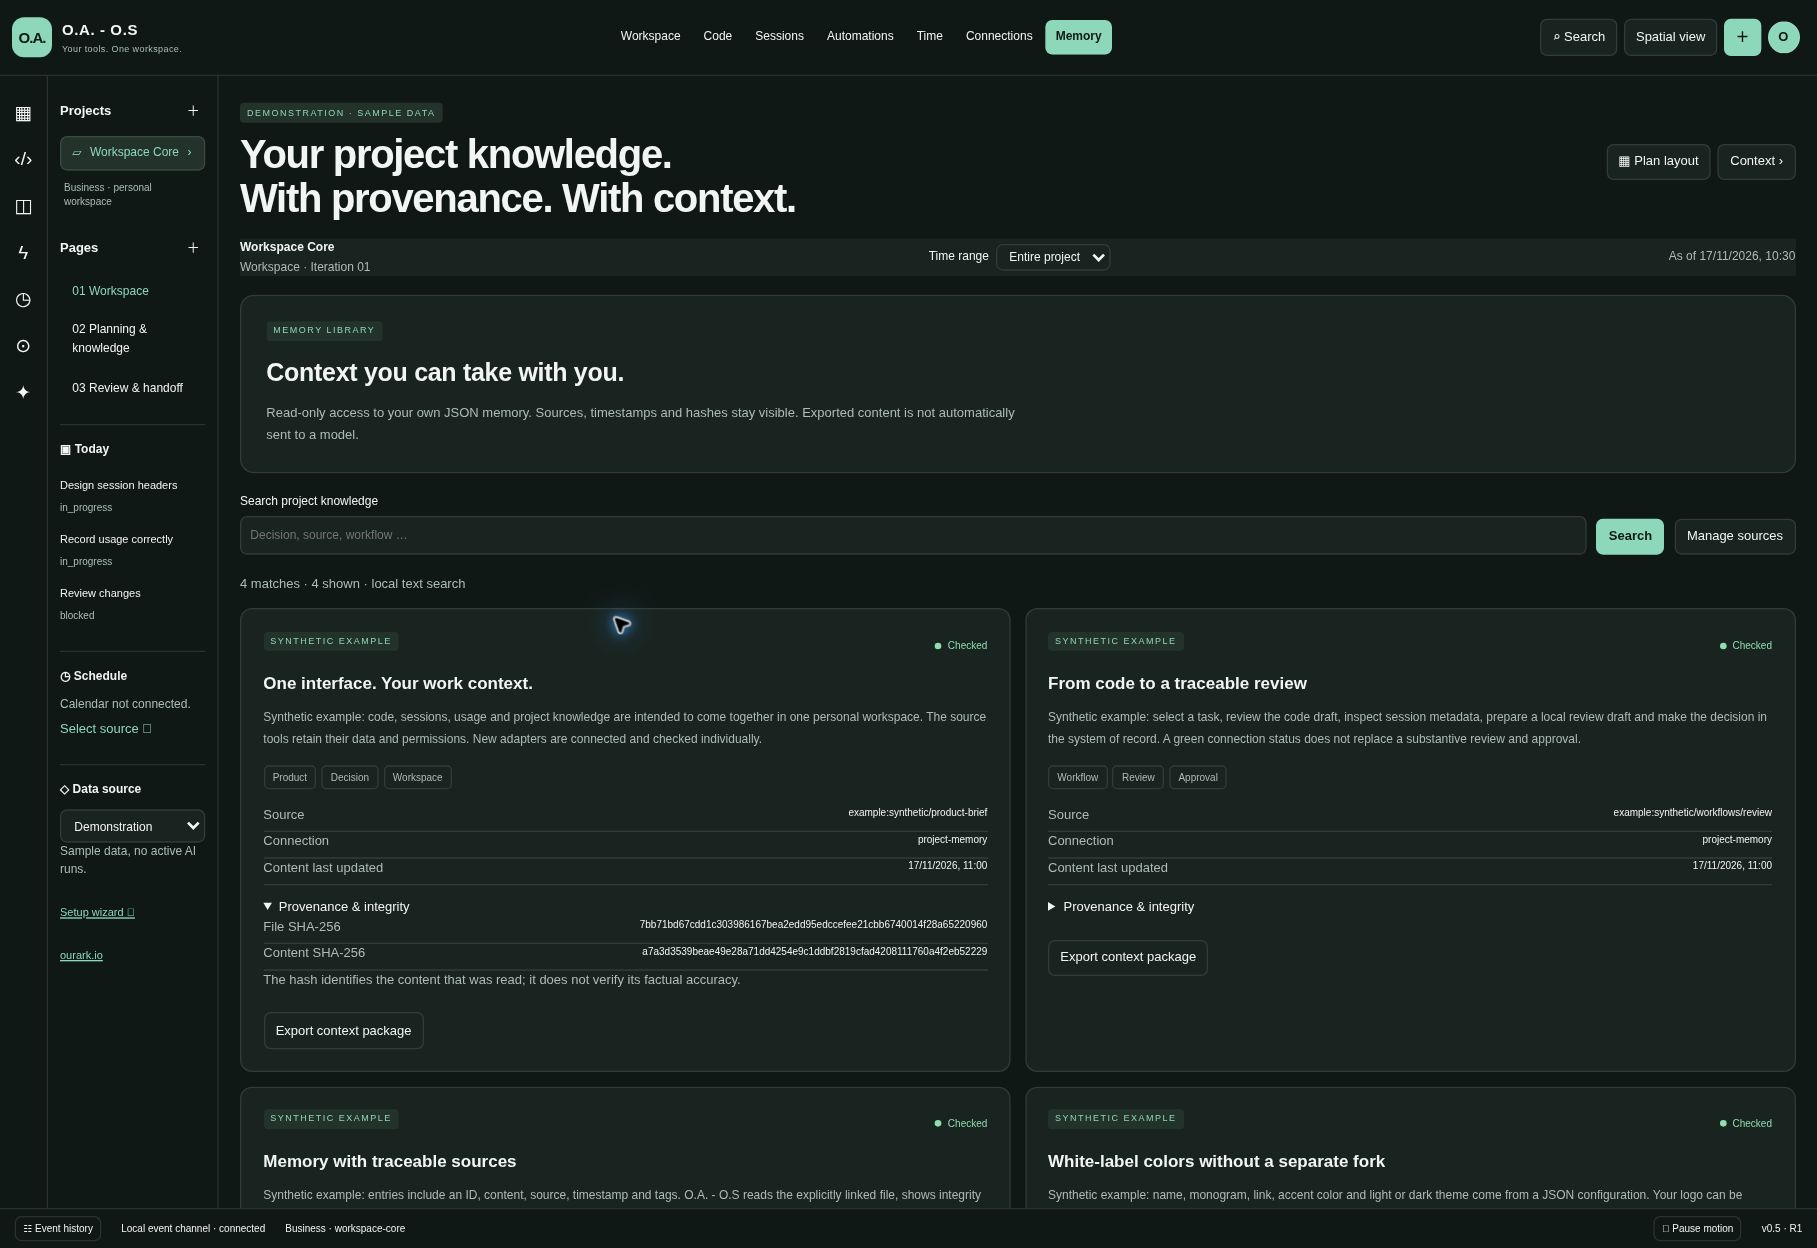 O.A.
O.A. - O.S
Your tools. One workspace.
Workspace
Code
Sessions
Automations
Time
Connections
Memory
Search
Spatial view
+
O
Projects +
Workspace Core ›
Business · personal
workspace
Pages +
01 Workspace
02 Planning &
knowledge
03 Review & handoff
Today
Design session headers
in_progress
Record usage correctly
in_progress
Review changes
blocked
Schedule
Calendar not connected.
Select source
Data source
Demonstration
Sample data, no active AI
runs.
Setup wizard
ourark.io
DEMONSTRATION · SAMPLE DATA
Your project knowledge.
With provenance. With context.
Plan layout
Context ›
Workspace Core
Workspace · Iteration 01
Time range Entire project
As of 17/11/2026, 10:30
MEMORY LIBRARY
Context you can take with you.
Read-only access to your own JSON memory. Sources, timestamps and hashes stay visible. Exported content is not automatically
sent to a model.
Search project knowledge
Decision, source, workflow …
Search
Manage sources
4 matches · 4 shown · local text search
SYNTHETIC EXAMPLE
Checked
One interface. Your work context.
Synthetic example: code, sessions, usage and project knowledge are intended to come together in one personal workspace. The source
tools retain their data and permissions. New adapters are connected and checked individually.
Product
Decision
Workspace
Source example:synthetic/product-brief
Connection project-memory
Content last updated 17/11/2026, 11:00
Provenance & integrity
File SHA-256 7bb71bd67cdd1c303986167bea2edd95edccefee21cbb6740014f28a65220960
Content SHA-256 a7a3d3539beae49e28a71dd4254e9c1ddbf2819cfad4208111760a4f2eb52229
The hash identifies the content that was read; it does not verify its factual accuracy.
Export context package
SYNTHETIC EXAMPLE
Checked
From code to a traceable review
Synthetic example: select a task, review the code draft, inspect session metadata, prepare a local review draft and make the decision in
the system of record. A green connection status does not replace a substantive review and approval.
Workflow
Review
Approval
Source example:synthetic/workflows/review
Connection project-memory
Content last updated 17/11/2026, 11:00
Provenance & integrity
Export context package
SYNTHETIC EXAMPLE
Checked
Memory with traceable sources
Synthetic example: entries include an ID, content, source, timestamp and tags. O.A. - O.S reads the explicitly linked file, shows integrity
SYNTHETIC EXAMPLE
Checked
White-label colors without a separate fork
Synthetic example: name, monogram, link, accent color and light or dark theme come from a JSON configuration. Your logo can be
Event history
Local event channel · connected
Business · workspace-core
Pause motion
v0.5 · R1